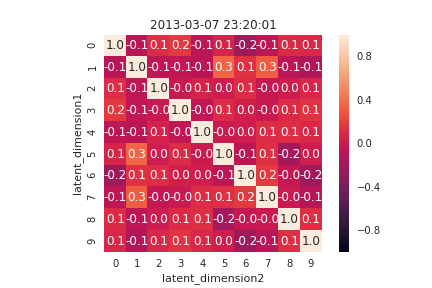 2013-03-07 23:20:01
latent_dimension1
0 1.0 -0.1 0.1 0.2 -0.1 0.1 -0.2 -0.1 0.1 0.1
1 -0.1 1.0 -0.1 -0.1 -0.1 0.3 0.1 0.3 -0.1 -0.1
2 0.1 -0.1 1.0 -0.0 0.1 0.0 0.1 -0.0 0.0 0.1
3 0.2 -0.1 -0.0 1.0 -0.0 0.1 0.0 -0.0 0.1 0.1
4 -0.1 -0.1 0.1 -0.0 1.0 -0.0 0.0 0.1 0.1 0.1
5 0.1 0.3 0.0 0.1 -0.0 1.0 -0.1 0.1 -0.2 0.0
6 -0.2 0.1 0.1 0.0 0.0 -0.1 1.0 0.2 -0.0 -0.2
7 -0.1 0.3 -0.0 -0.0 0.1 0.1 0.2 1.0 -0.0 -0.1
8 0.1 -0.1 0.0 0.1 0.1 -0.2 -0.0 -0.0 1.0 0.1
9 0.1 -0.1 0.1 0.1 0.1 0.0 -0.2 -0.1 0.1 1.0
0 1 2 3 4 5 6 7 8 9
latent_dimension2
0.8
0.4
0.0
−0.4
−0.8